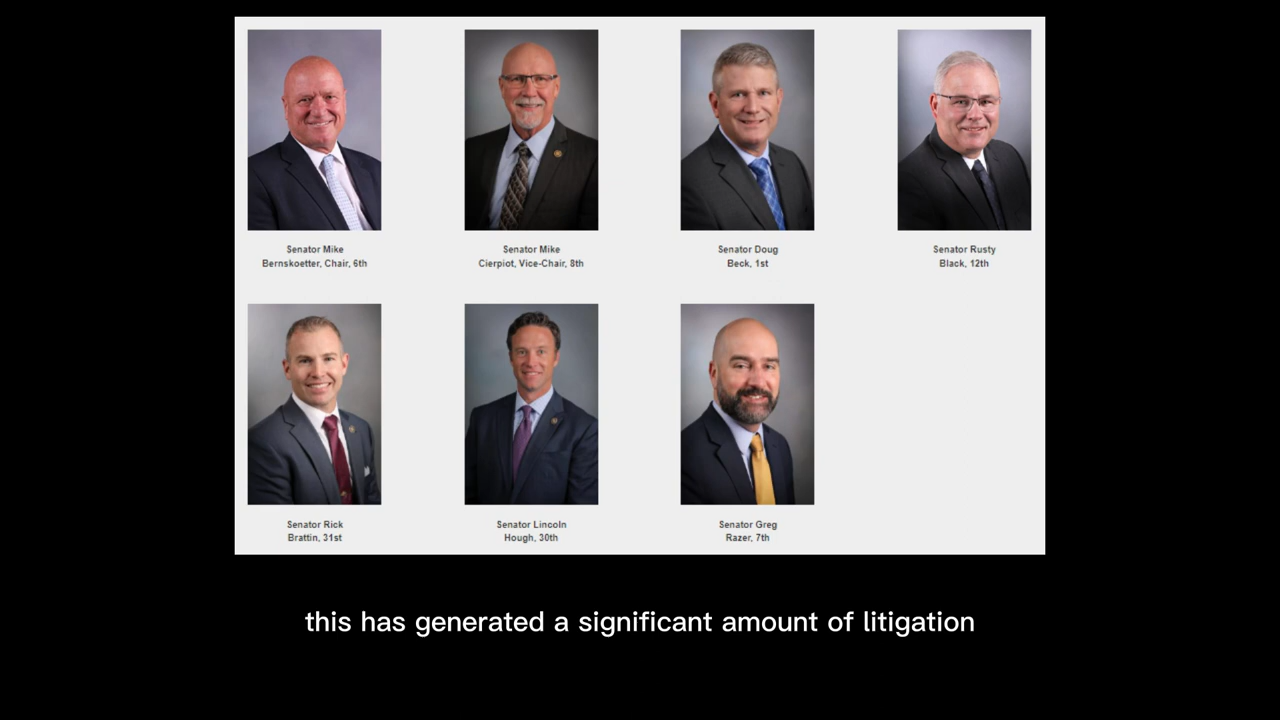 Senator Mike
Bernskoetter, Chair, 6th
Senator Mike
Cierpiot, Vice-Chair, 8th
Senator Doug
Beck, 1st
Senator Rusty
Black, 12th
Senator Rick
Brattin, 31st
Senator Lincoln
Hough, 30th
Senator Greg
Razer, 7th
this has generated a significant amount of litigation